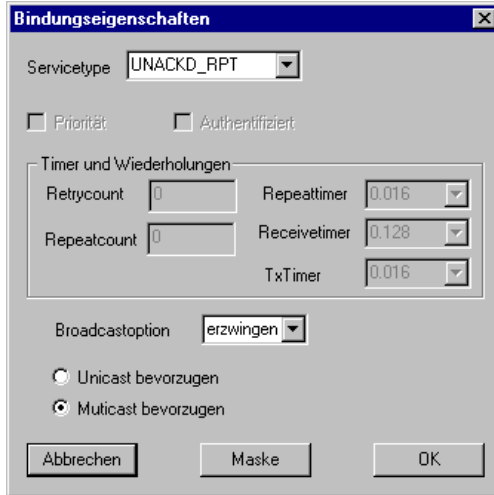 Bindungseigenschaften
Servicetype UNACKD_RPT
Priorität Authentifiziert
Timer und Wiederholungen
Retrycount 0 Repeattimer 0.016
Repeatcount 0 Receivetimer 0.128
TxTimer 0.016
Broadcastoption erzwingen
Unicast bevorzugen
Muticast bevorzugen
Abbrechen Maske OK